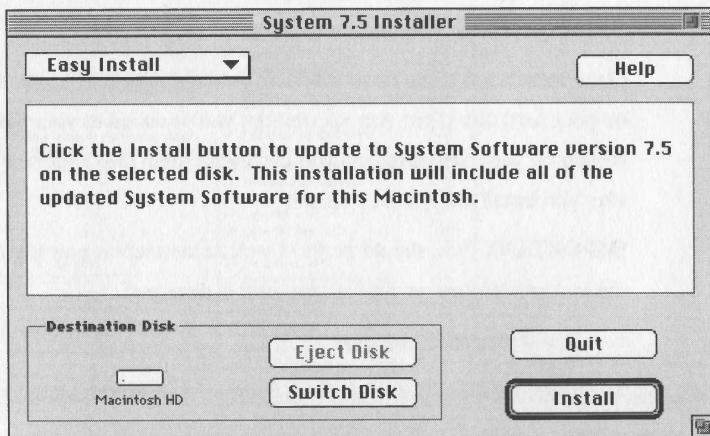 System 7.5 Installer
Easy Install
Help
Click the Install button to update to System Software version 7.5
on the selected disk. This installation will include all of the
updated System Software for this Macintosh.
Destination Disk
Eject Disk
Switch Disk
Macintosh HD
Quit
Install